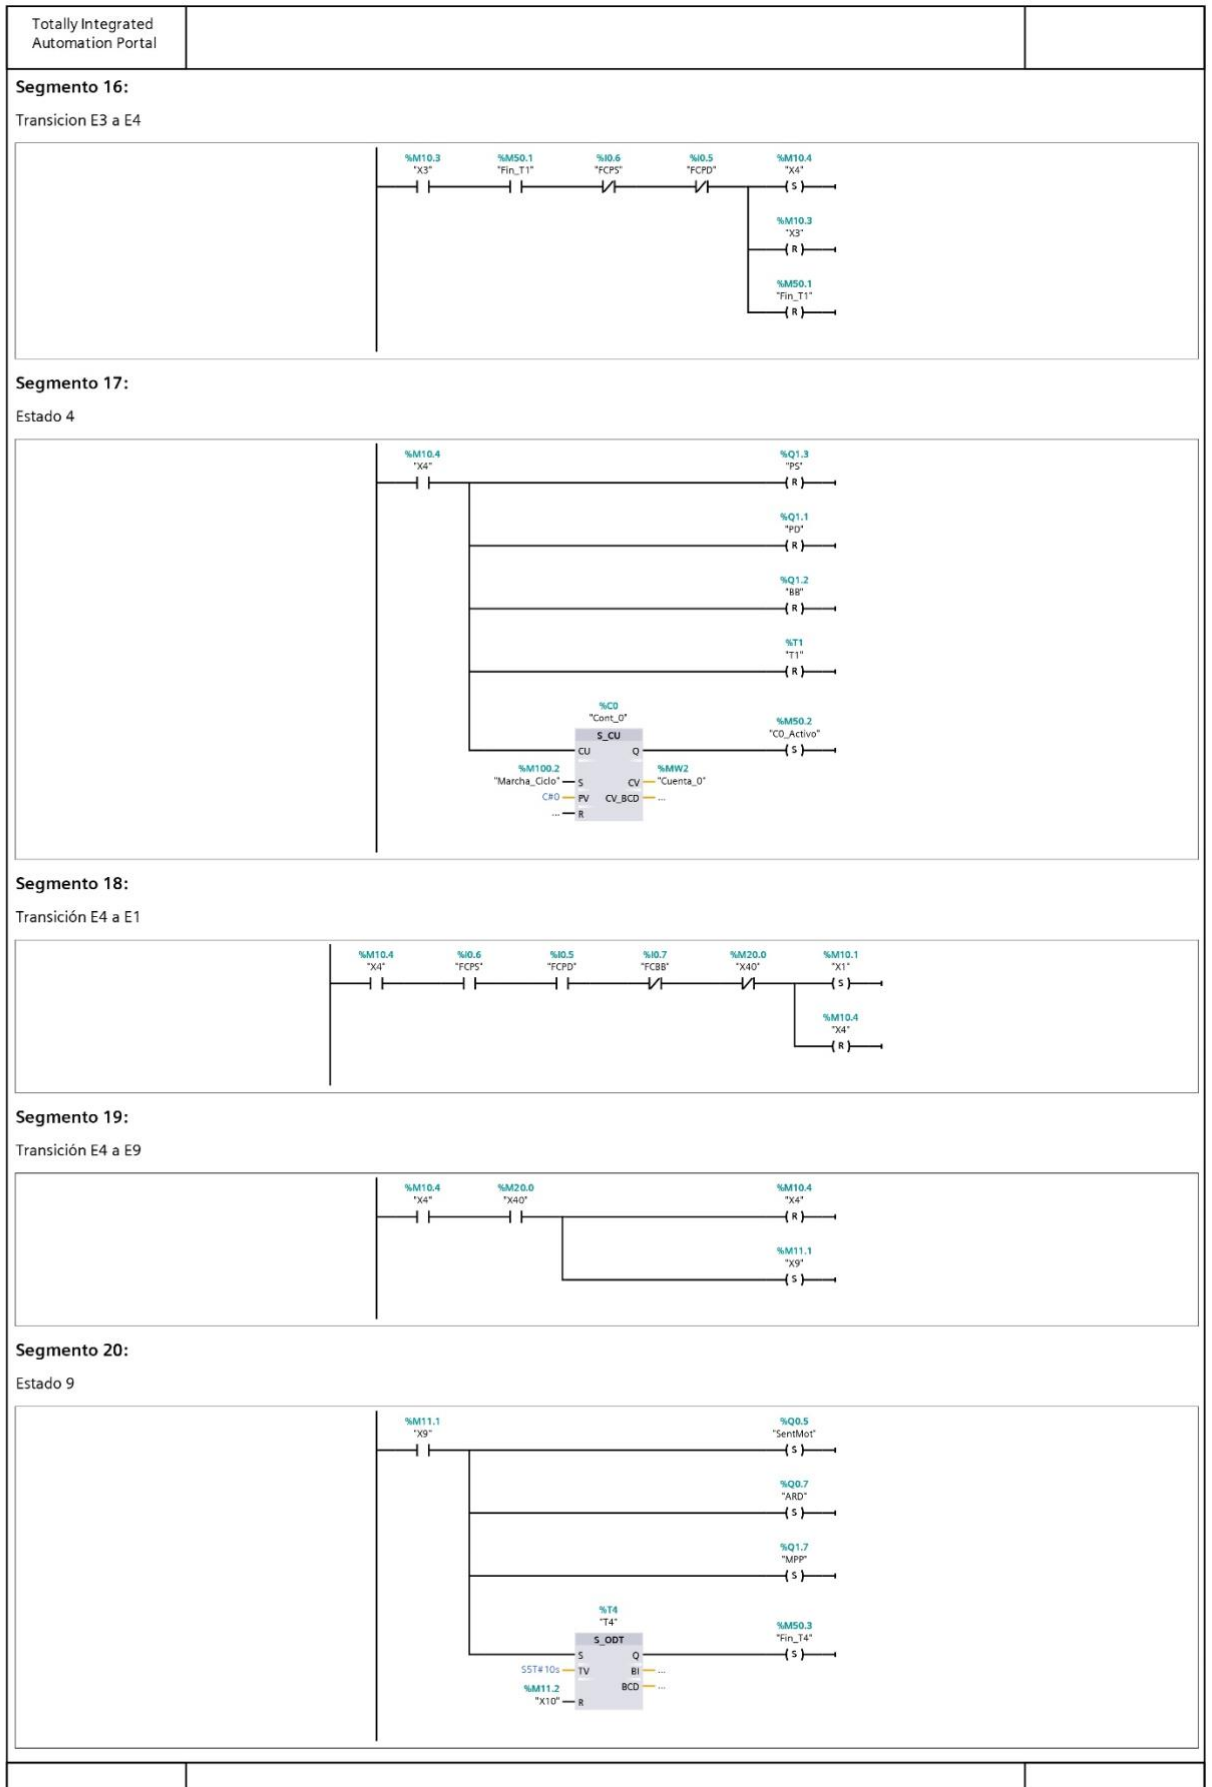 Totally Integrated
Automation Portal
Segmento 16:
Transicion E3 a E4
%M10.3 %M50.1 %I0.6 %I0.5 %M10.4
"X3" "Fin_T1" "FCPS" "FCPD" "X4"
S
%M10.3
"X3"
R
%M50.1
"Fin_T1"
R
Segmento 17:
Estado 4
%M10.4 %Q1.3
"X4" "PS"
R
%Q1.1
"PD"
R
%Q1.2
"BB"
R
%T1
"T1"
R
%C0
"Cont_0"
%M50.2
"C0_Activo"
S_CU
CU Q S
%M100.2 %MW2
"Marcha_Ciclo" S CV "Cuenta_0"
C#0 PV CV_BCD ...
... R
Segmento 18:
Transición E4 a E1
%M10.4 %I0.6 %I0.5 %I0.7 %M20.0 %M10.1
"X4" "FCPS" "FCPD" "FCBB" "X40" "X1"
S
%M10.4
"X4"
R
Segmento 19:
Transición E4 a E9
%M10.4 %M20.0 %M10.4
"X4" "X40" "X4"
R
%M11.1
"X9"
S
Segmento 20:
Estado 9
%M11.1 %Q0.5
"X9" "SentMot"
S
%Q0.7
"ARD"
S
%Q1.7
"MPP"
S
%T4
"T4"
%M50.3
"Fin_T4"
S_ODT
S Q S
S5T#10s TV BI ...
%M11.2 BCD ...
"X10" R